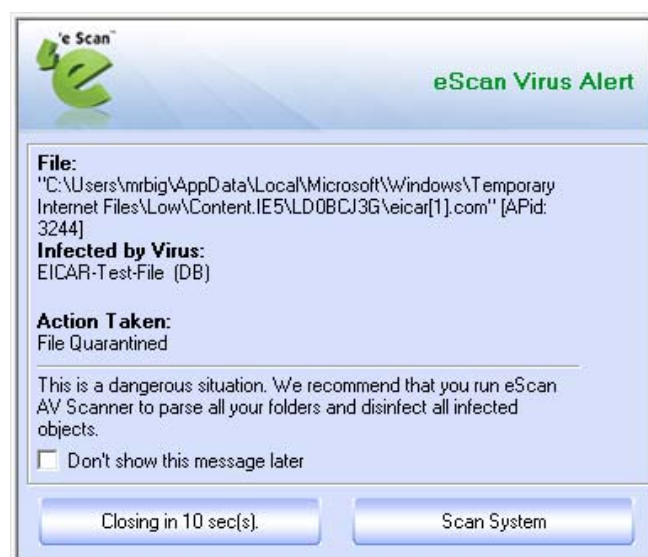 e Scan™
eScan Virus Alert
File:
"C:\Users\mrbig\AppData\Local\Microsoft\Windows\Temporary
Internet Files\Low\Content.IE5\LD0BCJ3G\eicar[1].com" [APid:
3244]
Infected by Virus:
EICAR-Test-File (DB)
Action Taken:
File Quarantined
This is a dangerous situation. We recommend that you run eScan
AV Scanner to parse all your folders and disinfect all infected
objects.
Don't show this message later
Closing in 10 sec(s).
Scan System